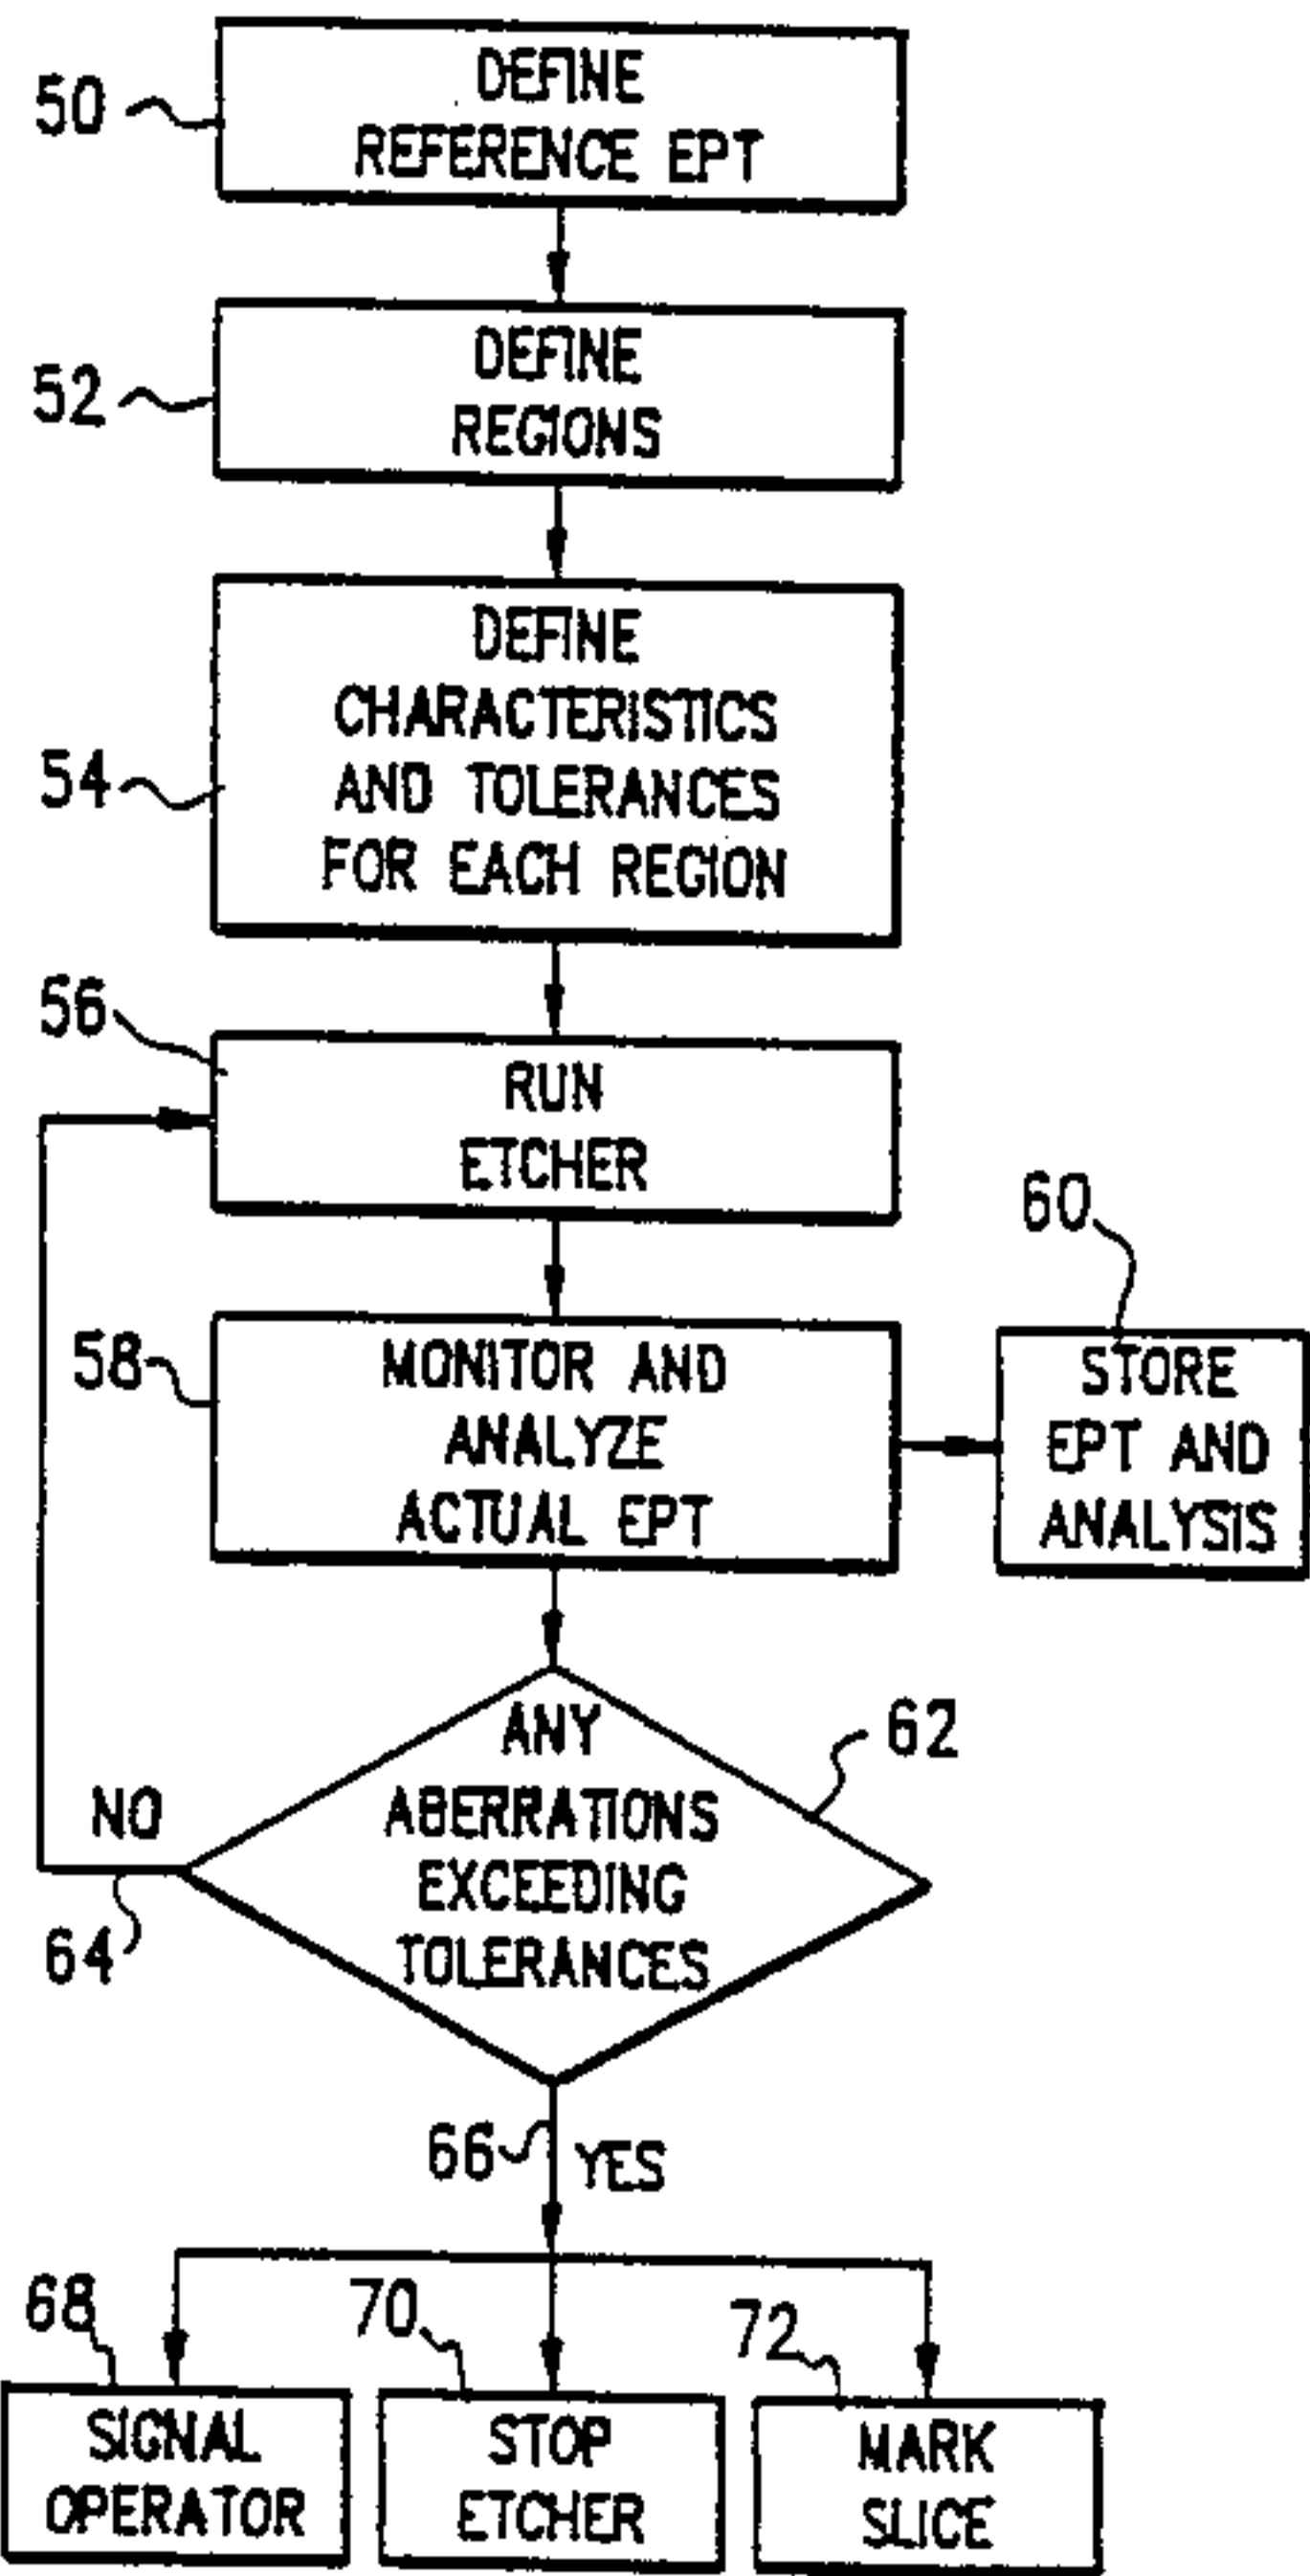 50
DEFINE
REFERENCE EPT
52
DEFINE
REGIONS
54
DEFINE
CHARACTERISTICS
AND TOLERANCES
FOR EACH REGION
56
RUN
ETCHER
58
MONITOR AND
ANALYZE
ACTUAL EPT
60
STORE
EPT AND
ANALYSIS
62
ANY
ABERRATIONS
EXCEEDING
TOLERANCES
NO
64
66
YES
68
SIGNAL
OPERATOR
70
STOP
ETCHER
72
MARK
SLICE